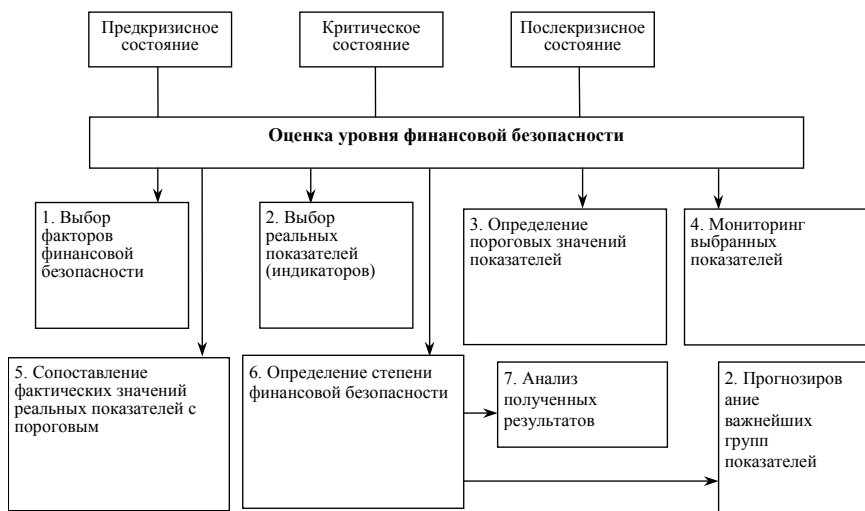 Предкризисное
состояние
Критическое
состояние
Послекризисное
состояние
Оценка уровня финансовой безопасности
1. Выбор
факторов
финансовой
безопасности
2. Выбор
реальных
показателей
(индикаторов)
3. Определение
пороговых значений
показателей
4. Мониторинг
выбранных
показателей
5. Сопоставление
фактических значений
реальных показателей с
пороговым
6. Определение степени
финансовой безопасности
7. Анализ
полученных
результатов
2. Прогнозиров
ание
важнейших
групп
показателей